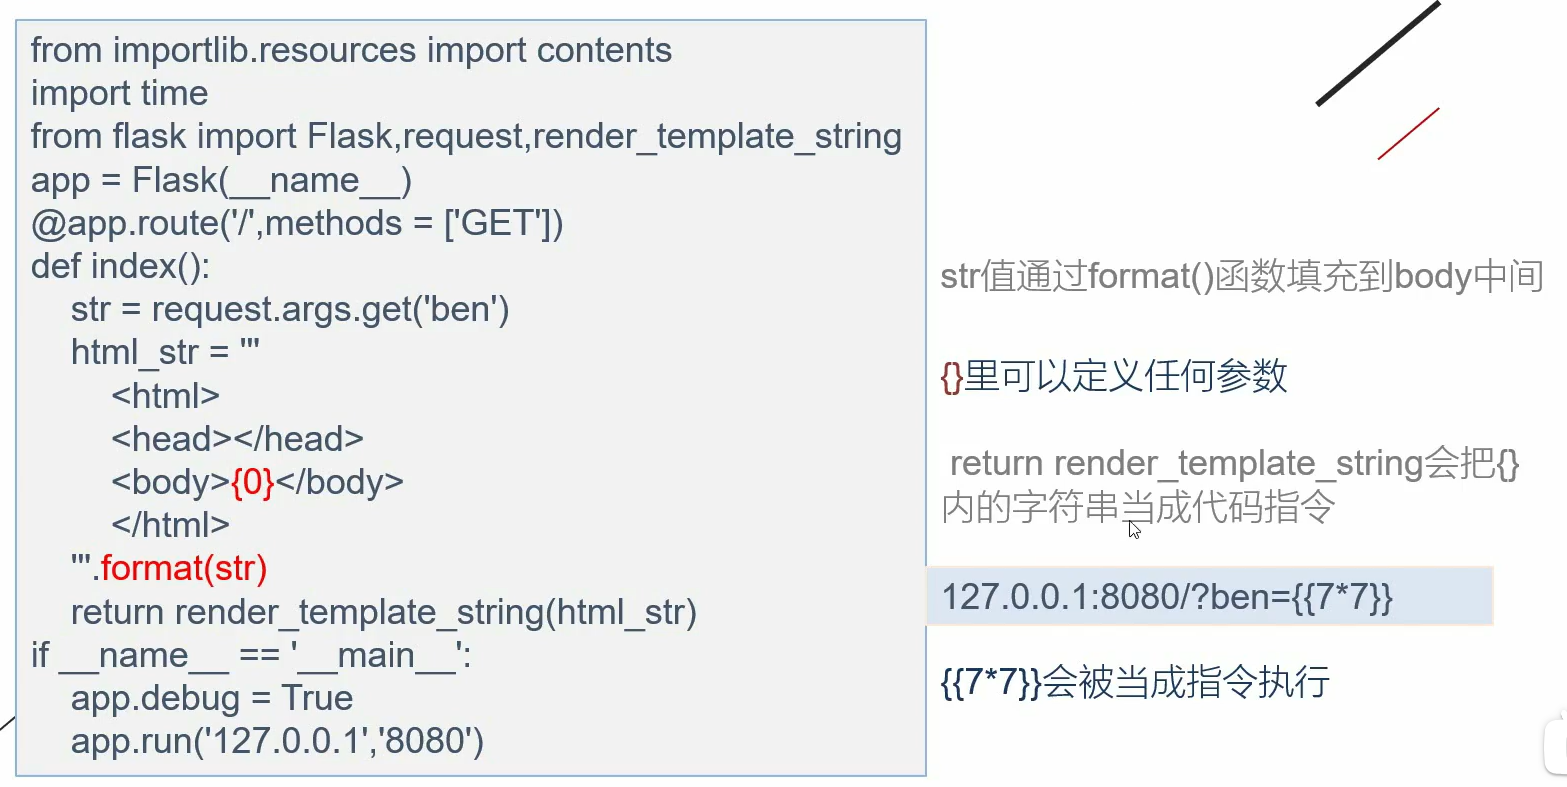 from importlib.resources import contents
import time
from flask import Flask,request,render_template_string
app = Flask(__name__)
@app.route('/',methods = ['GET'])
def index():
    str = request.args.get('ben')
    html_str = '''
        <html>
        <head></head>
        <body>{0}</body>
        </html>
    '''.format(str)
    return render_template_string(html_str)
if __name__ == '__main__':
    app.debug = True
    app.run('127.0.0.1','8080')
str值通过format()函数填充到body中间
{}里可以定义任何参数
return render_template_string会把{}
内的字符串当成代码指令
127.0.0.1:8080/?ben={{7*7}}
{{7*7}}会被当成指令执行